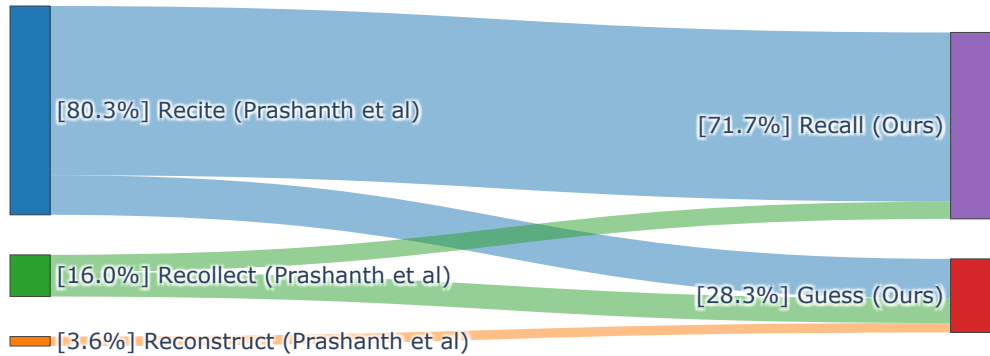 [80.3%] Recite (Prashanth et al)
[71.7%] Recall (Ours)
[16.0%] Recollect (Prashanth et al)
[28.3%] Guess (Ours)
[3.6%] Reconstruct (Prashanth et al)